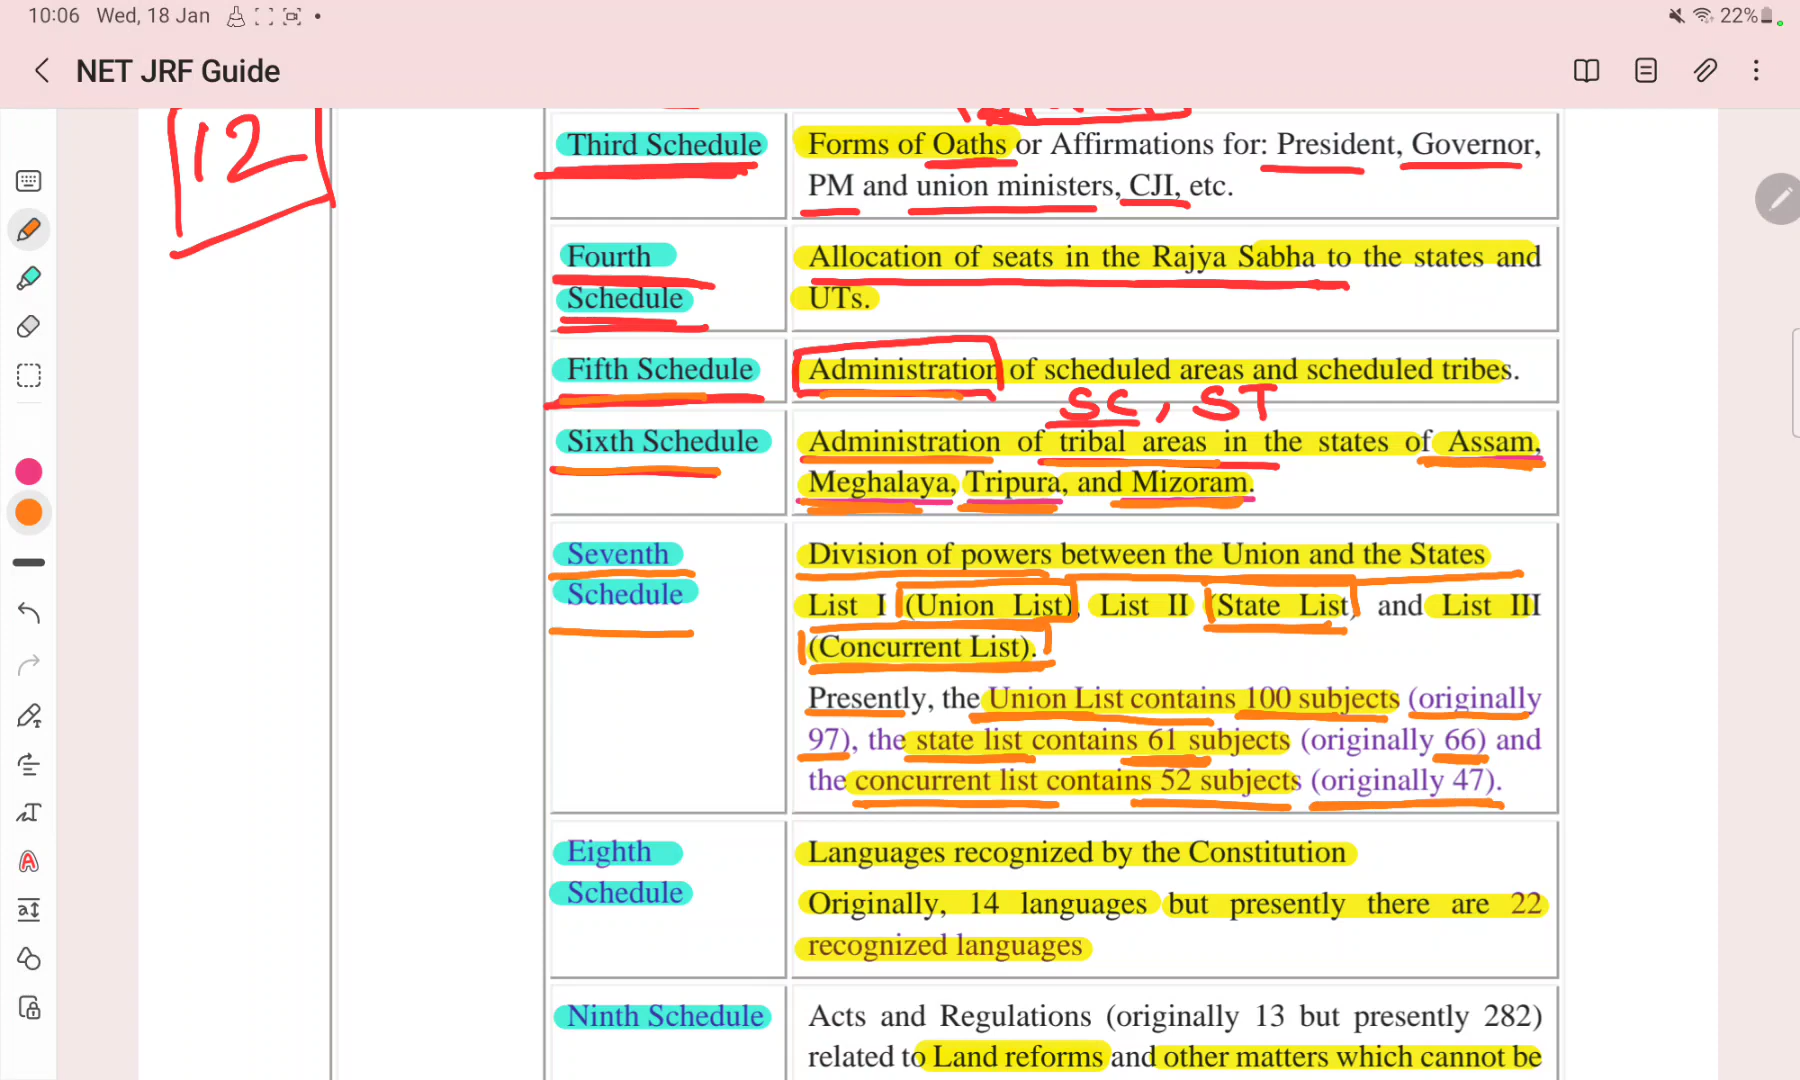 10:06 Wed, 18 Jan
22%
NET JRF Guide
12
Third Schedule
Forms of Oaths or Affirmations for: President, Governor,
PM and union ministers, CJI, etc.
Fourth
Schedule
Allocation of seats in the Rajya Sabha to the states and
UTs.
Fifth Schedule
Administration of scheduled areas and scheduled tribes.
SC, ST
Sixth Schedule
Administration of tribal areas in the states of Assam,
Meghalaya, Tripura, and Mizoram.
Seventh
Schedule
Division of powers between the Union and the States
List I (Union List) List II (State List) and List III
(Concurrent List).
Presently, the Union List contains 100 subjects (originally
97), the state list contains 61 subjects (originally 66) and
the concurrent list contains 52 subjects (originally 47).
Eighth
Schedule
Languages recognized by the Constitution
Originally, 14 languages but presently there are 22
recognized languages
Ninth Schedule
Acts and Regulations (originally 13 but presently 282)
related to Land reforms and other matters which cannot be